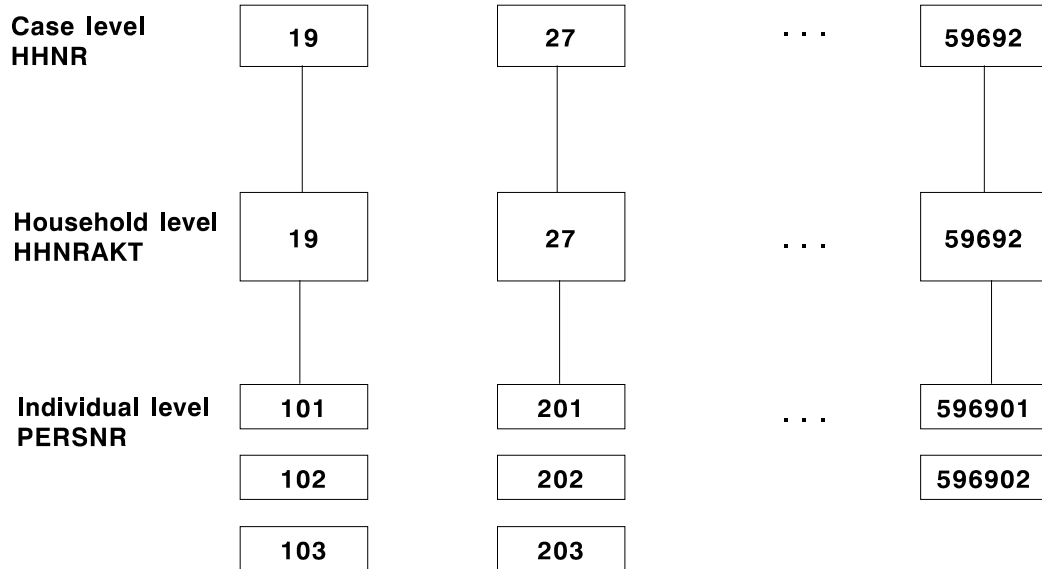 Case level
HHNR
19
27
. . .
59692
Household level
HHNRAKT
19
27
. . .
59692
Individual level
PERSNR
101
201
. . .
596901
102
202
596902
103
203